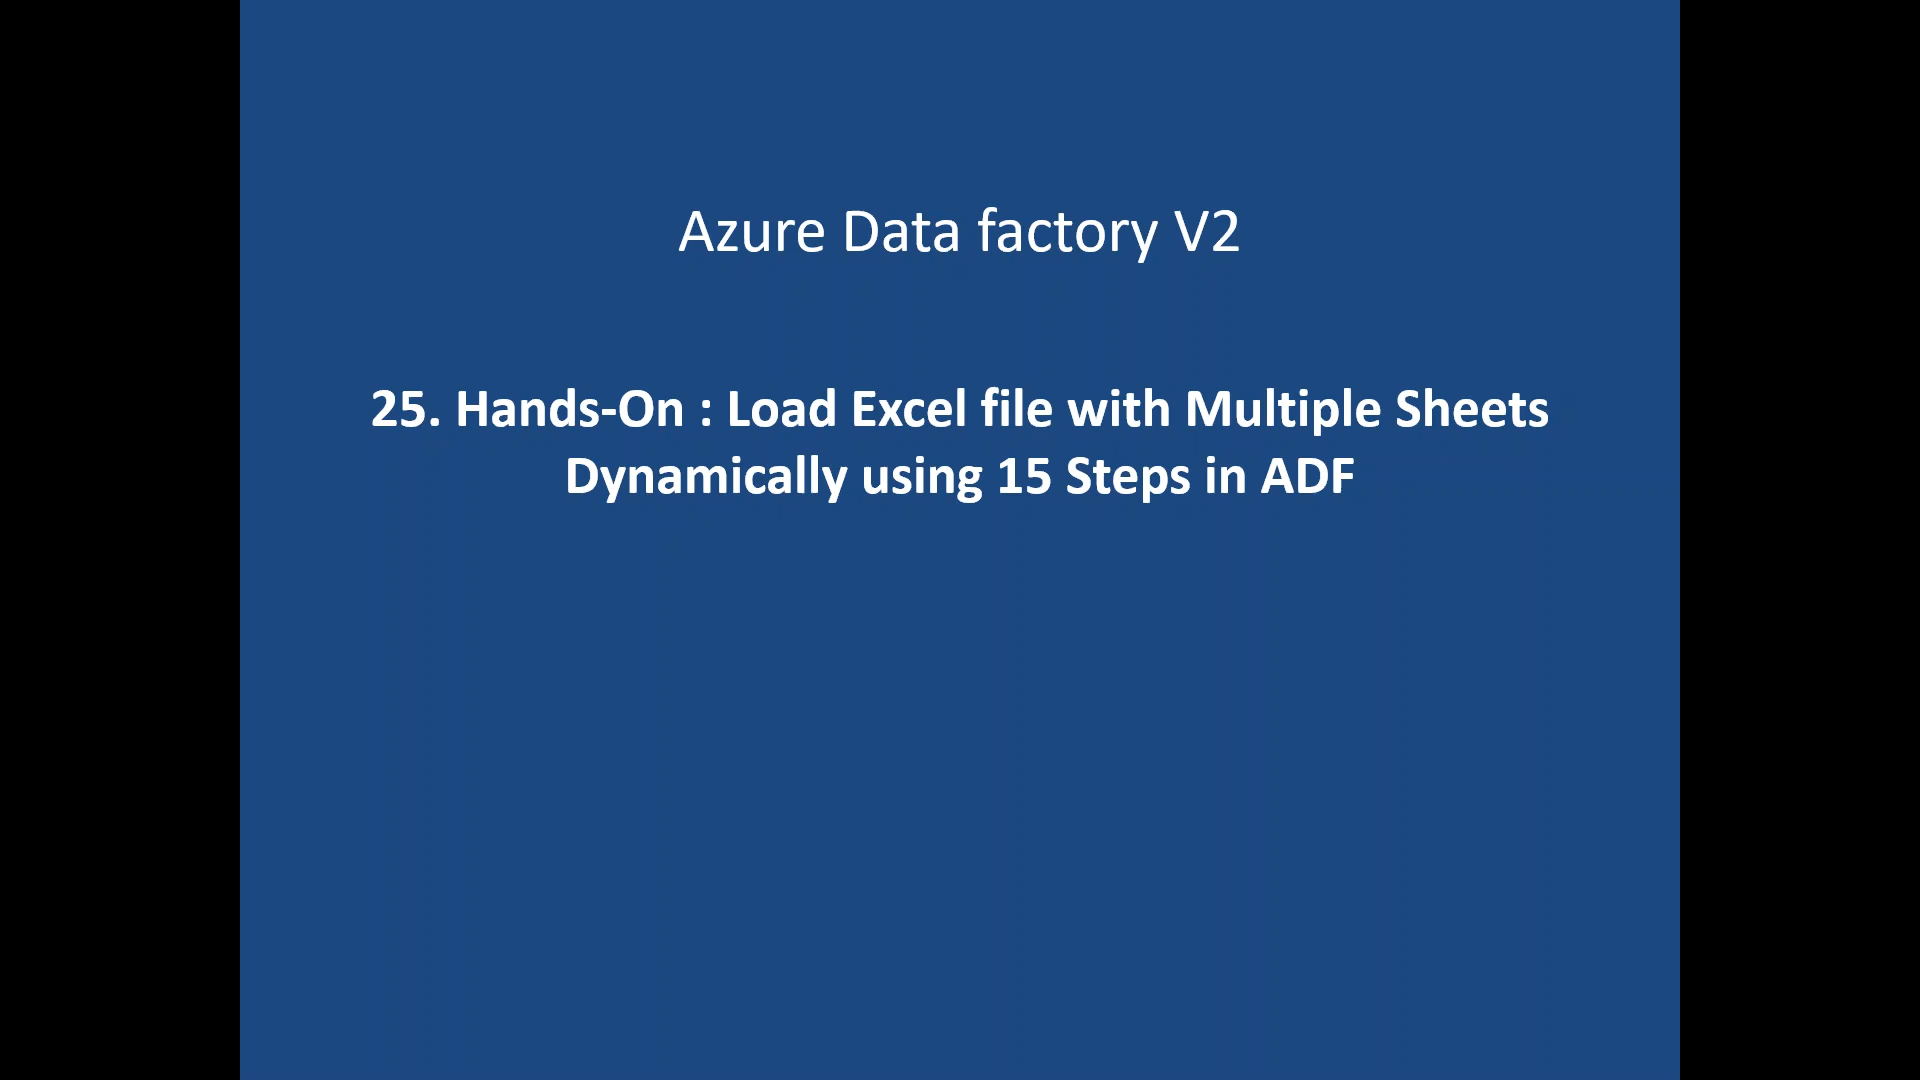 Azure Data factory V2
25. Hands-On : Load Excel file with Multiple Sheets
Dynamically using 15 Steps in ADF